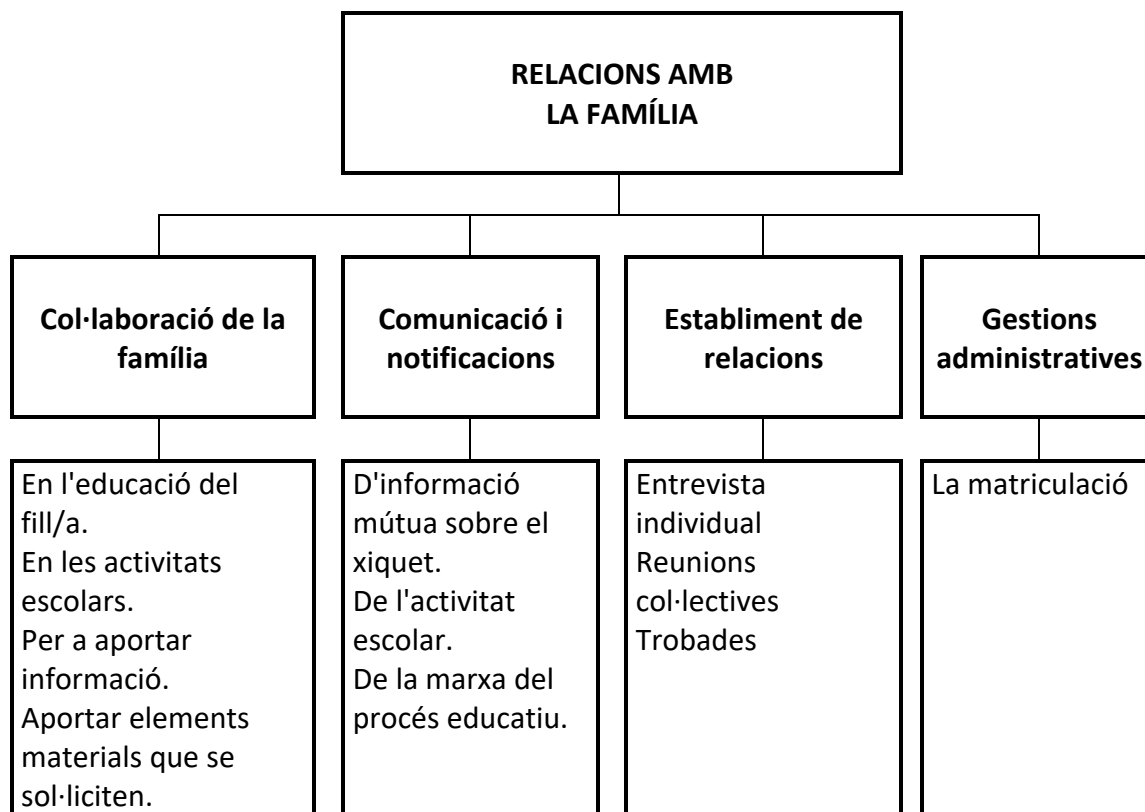 RELACIONS AMB
LA FAMÍLIA
Col·laboració de la
família
Comunicació i
notificacions
Establiment de
relacions
Gestions
administratives
En l'educació del
fill/a.
En les activitats
escolars.
Per a aportar
informació.
Aportar elements
materials que se
sol·liciten.
D'informació
mútua sobre el
xiquet.
De l'activitat
escolar.
De la marxa del
procés educatiu.
Entrevista
individual
Reunions
col·lectives
Trobades
La matriculació